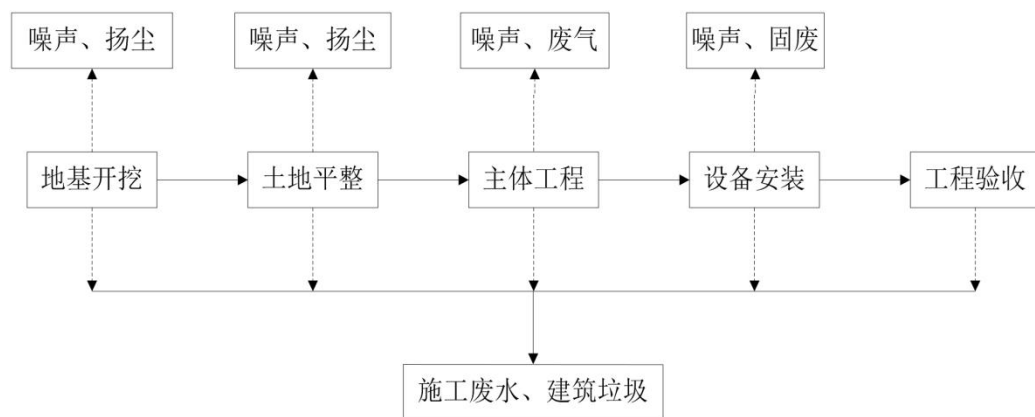 噪声、扬尘
噪声、扬尘
噪声、废气
噪声、固废
地基开挖
土地平整
主体工程
设备安装
工程验收
施工废水、建筑垃圾